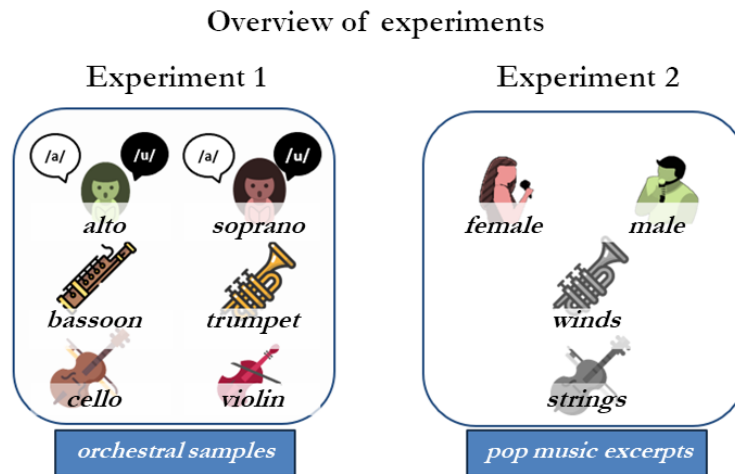 Overview of experiments
Experiment 1
/a/ /u/ /a/ /u/
alto soprano
bassoon trumpet
cello violin
orchestral samples
Experiment 2
female male
winds
strings
pop music excerpts